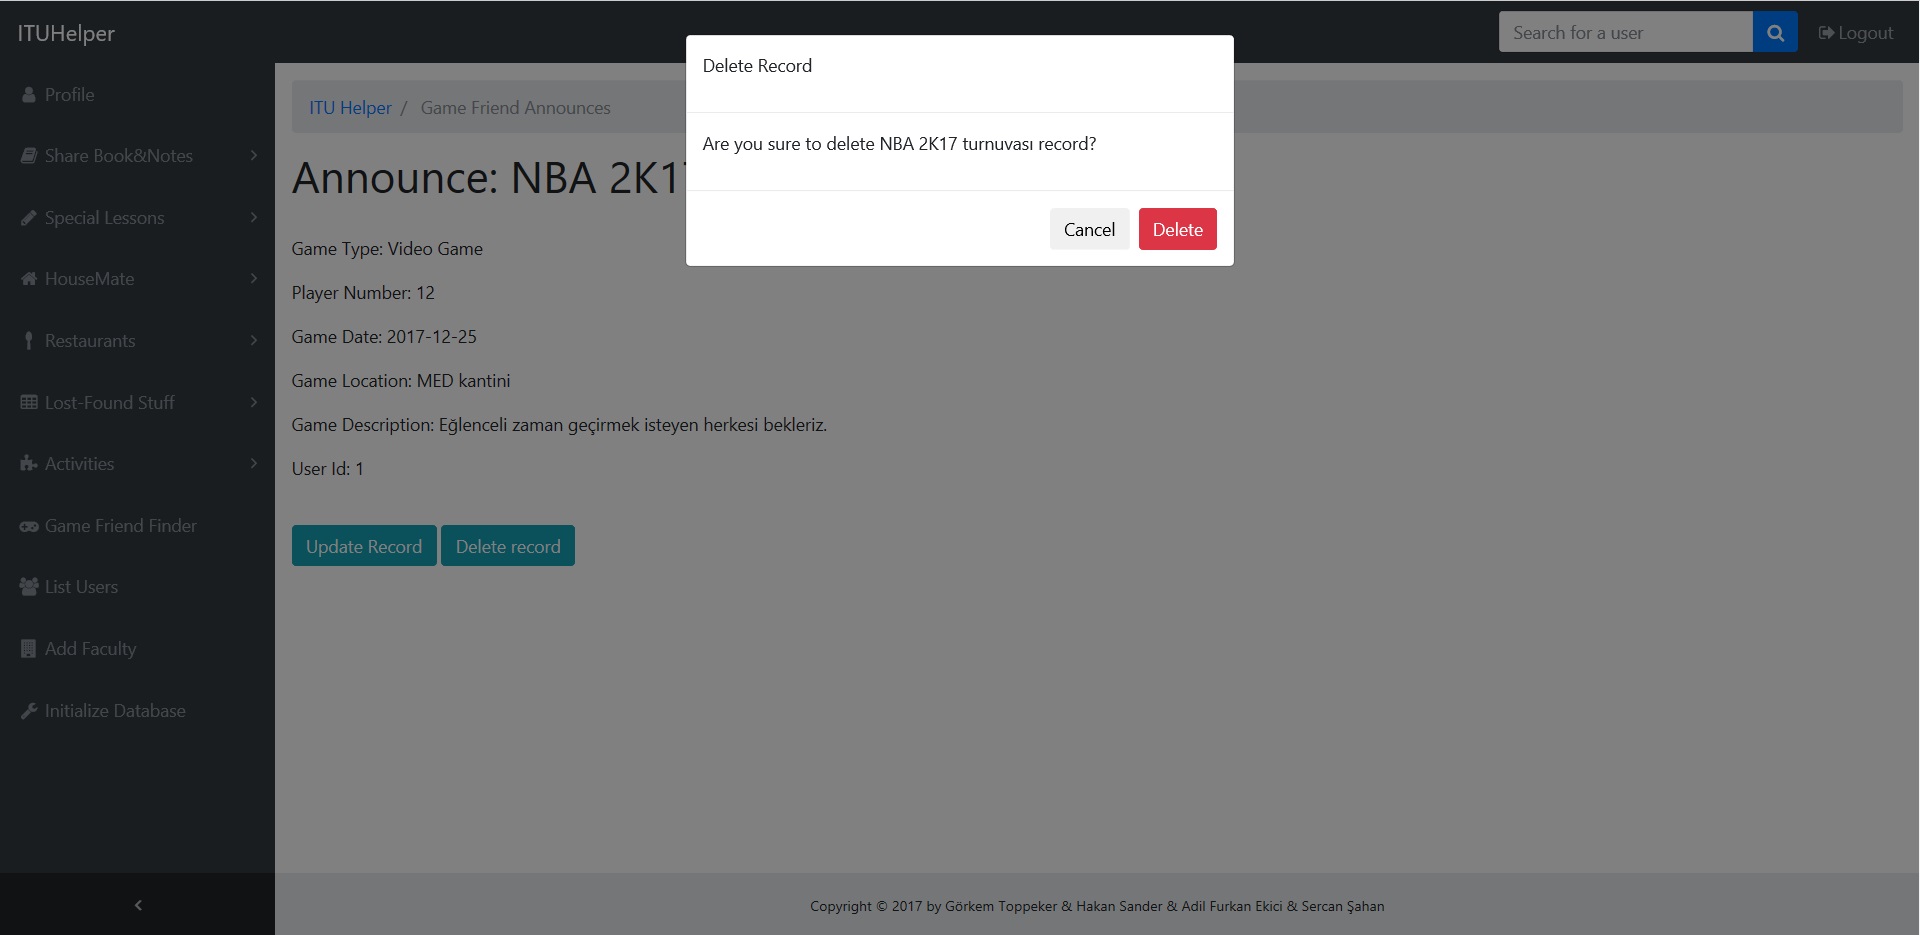 ITUHelper
Search for a user
Logout
Delete Record
Are you sure to delete NBA 2K17 turnuvası record?
Cancel
Delete
Profile
Share Book&Notes
Special Lessons
HouseMate
Restaurants
Lost-Found Stuff
Activities
Game Friend Finder
List Users
Add Faculty
Initialize Database
ITU Helper / Game Friend Announces
Announce: NBA 2K17
Game Type: Video Game
Player Number: 12
Game Date: 2017-12-25
Game Location: MED kantini
Game Description: Eğlenceli zaman geçirmek isteyen herkesi bekleriz.
User Id: 1
Update Record
Delete record
Copyright © 2017 by Görkem Toppeker & Hakan Sander & Adil Furkan Ekici & Sercan Şahan